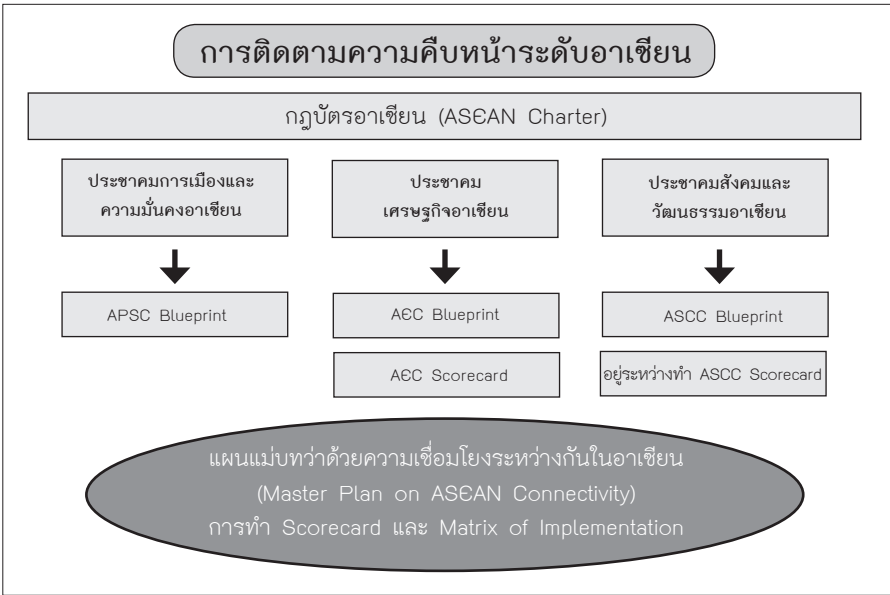 การติดตามความคืบหน้าระดับอาเซียน
กฎบัตรอาเซียน (ASEAN Charter)
ประชาคมการเมืองและ
ความมั่นคงอาเซียน
ประชาคม
เศรษฐกิจอาเซียน
ประชาคมสังคมและ
วัฒนธรรมอาเซียน
APSC Blueprint
AEC Blueprint
ASCC Blueprint
AEC Scorecard
อยู่ระหว่างทำ ASCC Scorecard
แผนแม่บทว่าด้วยความเชื่อมโยงระหว่างกันในอาเซียน
(Master Plan on ASEAN Connectivity)
การทำ Scorecard และ Matrix of Implementation